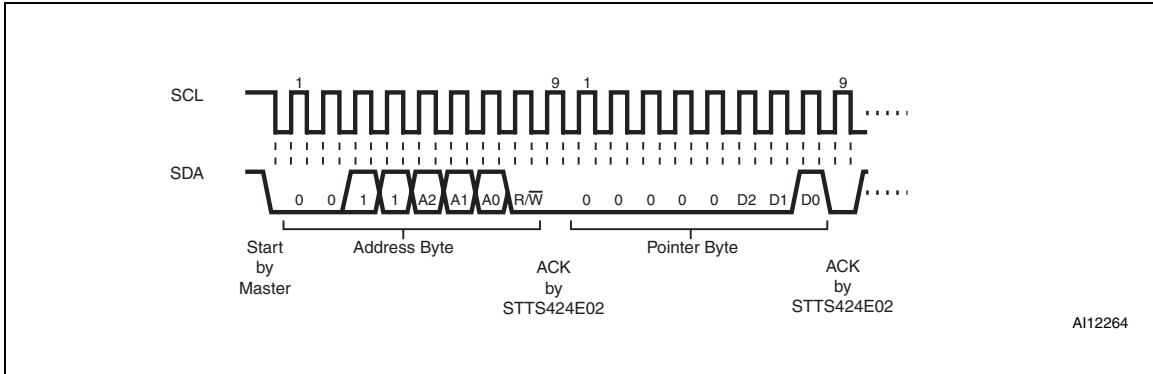 1 9 1 9
SCL
SDA
0 0 1 1 A2 A1 A0 R/W̅ 0 0 0 0 0 D2 D1 D0
Start
by
Master
Address Byte
ACK
by
STTS424E02
Pointer Byte
ACK
by
STTS424E02
AI12264